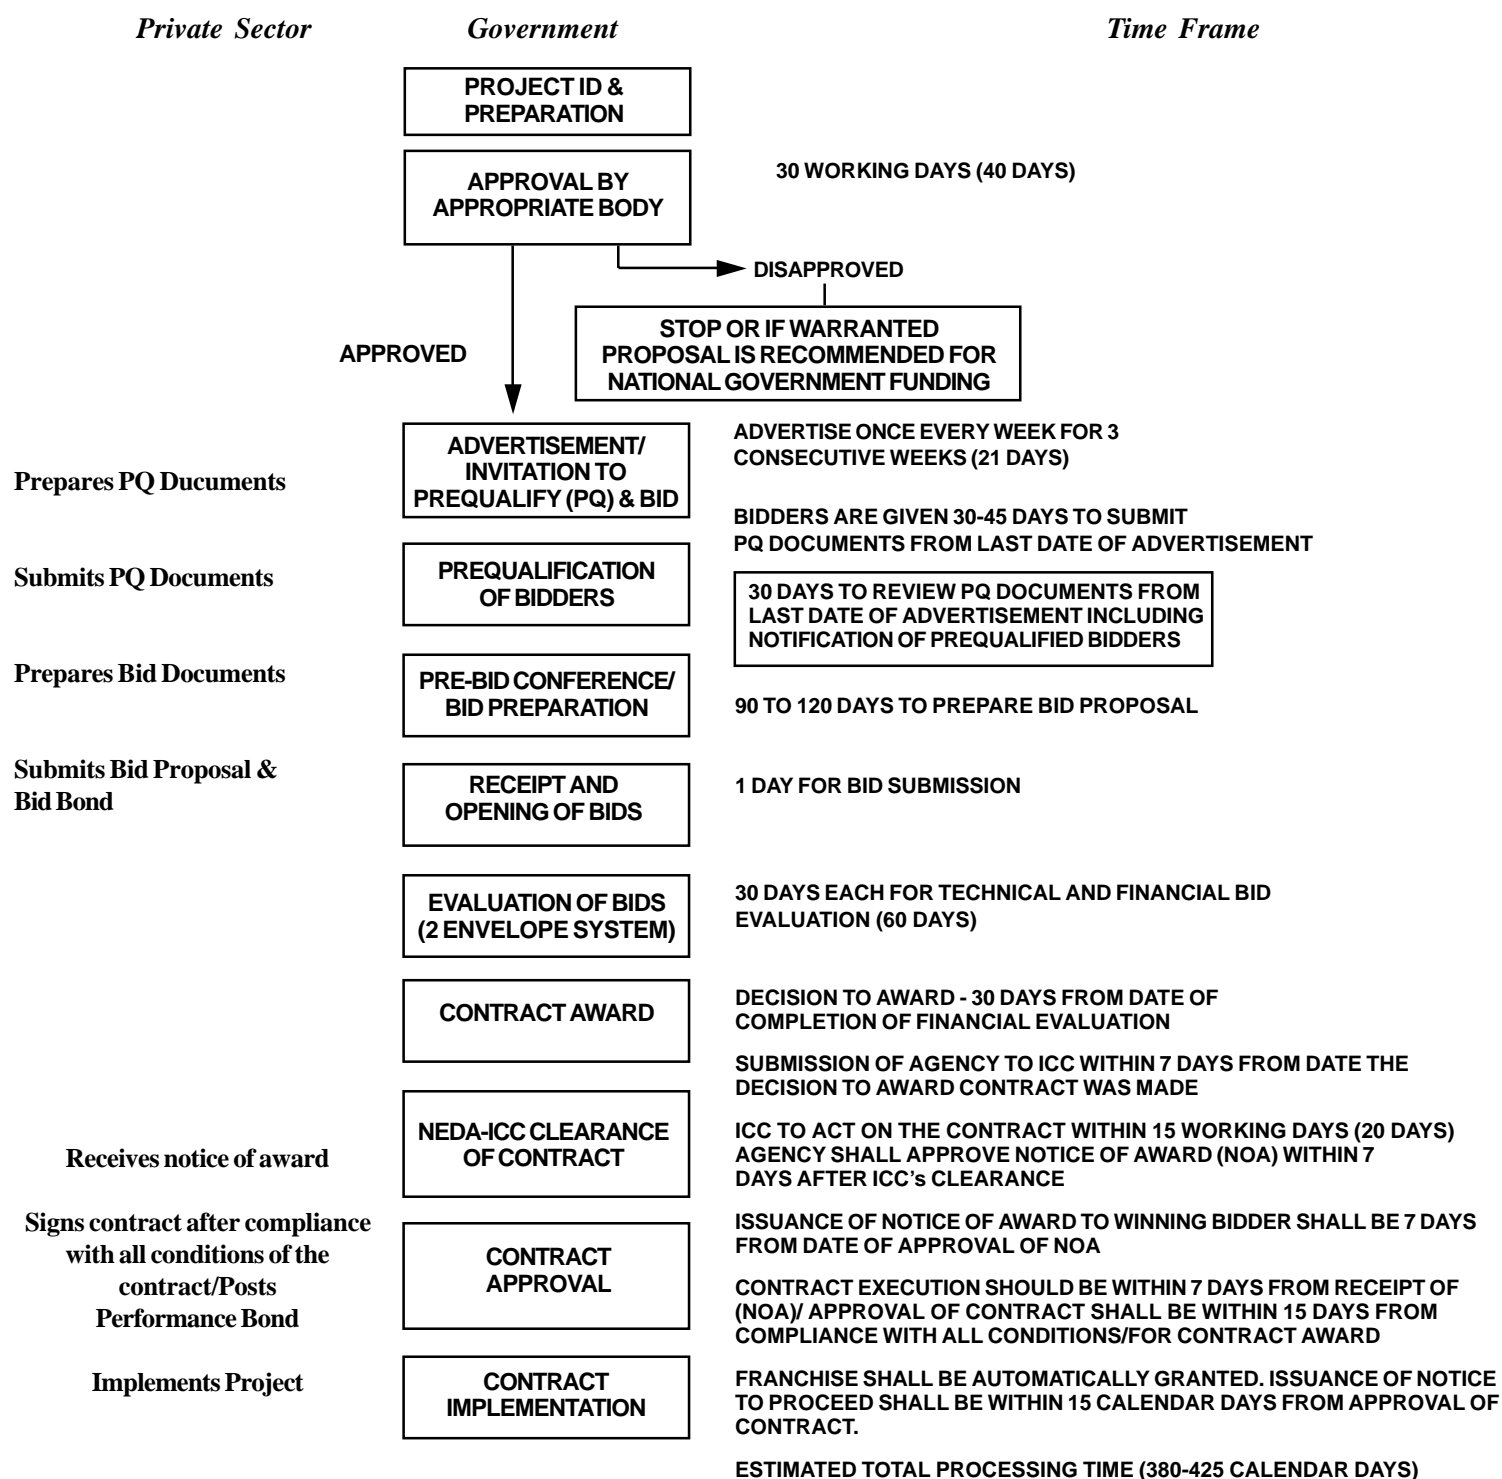 Private Sector
Government
Time Frame
PROJECT ID &
PREPARATION
APPROVAL BY
APPROPRIATE BODY
30 WORKING DAYS (40 DAYS)
DISAPPROVED
APPROVED
STOP OR IF WARRANTED
PROPOSAL IS RECOMMENDED FOR
NATIONAL GOVERNMENT FUNDING
Prepares PQ Ducuments
ADVERTISEMENT/
INVITATION TO
PREQUALIFY (PQ) & BID
ADVERTISE ONCE EVERY WEEK FOR 3
CONSECUTIVE WEEKS (21 DAYS)
BIDDERS ARE GIVEN 30-45 DAYS TO SUBMIT
PQ DOCUMENTS FROM LAST DATE OF ADVERTISEMENT
Submits PQ Documents
PREQUALIFICATION
OF BIDDERS
30 DAYS TO REVIEW PQ DOCUMENTS FROM
LAST DATE OF ADVERTISEMENT INCLUDING
NOTIFICATION OF PREQUALIFIED BIDDERS
Prepares Bid Documents
PRE-BID CONFERENCE/
BID PREPARATION
90 TO 120 DAYS TO PREPARE BID PROPOSAL
Submits Bid Proposal &
Bid Bond
RECEIPT AND
OPENING OF BIDS
1 DAY FOR BID SUBMISSION
EVALUATION OF BIDS
(2 ENVELOPE SYSTEM)
30 DAYS EACH FOR TECHNICAL AND FINANCIAL BID
EVALUATION (60 DAYS)
CONTRACT AWARD
DECISION TO AWARD - 30 DAYS FROM DATE OF
COMPLETION OF FINANCIAL EVALUATION
SUBMISSION OF AGENCY TO ICC WITHIN 7 DAYS FROM DATE THE
DECISION TO AWARD CONTRACT WAS MADE
Receives notice of award
NEDA-ICC CLEARANCE
OF CONTRACT
ICC TO ACT ON THE CONTRACT WITHIN 15 WORKING DAYS (20 DAYS)
AGENCY SHALL APPROVE NOTICE OF AWARD (NOA) WITHIN 7
DAYS AFTER ICC's CLEARANCE
Signs contract after compliance
with all conditions of the
contract/Posts
Performance Bond
CONTRACT
APPROVAL
ISSUANCE OF NOTICE OF AWARD TO WINNING BIDDER SHALL BE 7 DAYS
FROM DATE OF APPROVAL OF NOA
CONTRACT EXECUTION SHOULD BE WITHIN 7 DAYS FROM RECEIPT OF
(NOA)/ APPROVAL OF CONTRACT SHALL BE WITHIN 15 DAYS FROM
COMPLIANCE WITH ALL CONDITIONS/FOR CONTRACT AWARD
Implements Project
CONTRACT
IMPLEMENTATION
FRANCHISE SHALL BE AUTOMATICALLY GRANTED. ISSUANCE OF NOTICE
TO PROCEED SHALL BE WITHIN 15 CALENDAR DAYS FROM APPROVAL OF
CONTRACT.
ESTIMATED TOTAL PROCESSING TIME (380-425 CALENDAR DAYS)